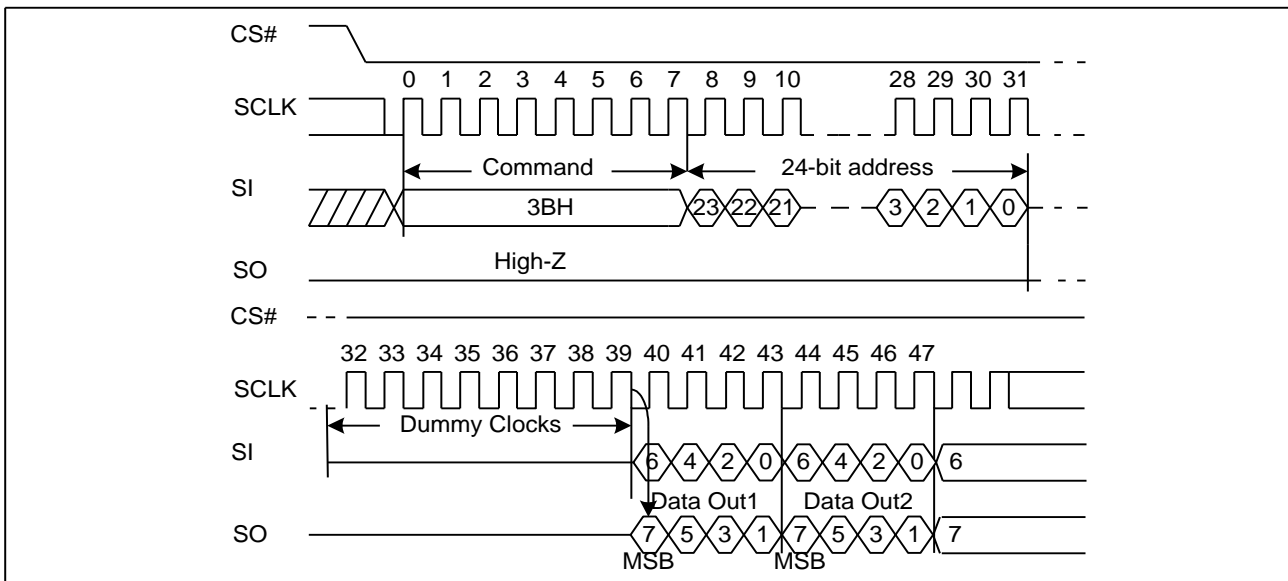 CS#
0 1 2 3 4 5 6 7 8 9 10 28 29 30 31
SCLK
Command 24-bit address
SI
3BH 23 22 21 3 2 1 0
High-Z
SO
CS#
32 33 34 35 36 37 38 39 40 41 42 43 44 45 46 47
SCLK
Dummy Clocks
SI
6 4 2 0 6 4 2 0 6
Data Out1 Data Out2
SO
7 5 3 1 7 5 3 1 7
MSB MSB